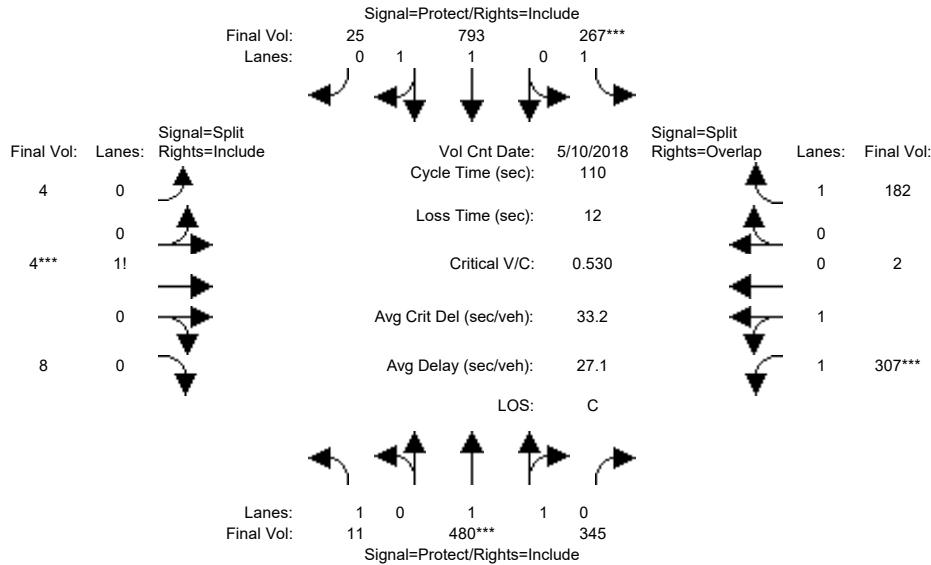 Signal=Protect/Rights=Include
Final Vol: 25 793 267***
Lanes: 0 1 1 0 1
Signal=Split Signal=Split
Final Vol: Lanes: Rights=Include Vol Cnt Date: 5/10/2018 Rights=Overlap Lanes: Final Vol:
Cycle Time (sec): 110
4 0 1 182
Loss Time (sec): 12
0 0
4*** 1! Critical V/C: 0.530 0 2
0 Avg Crit Del (sec/veh): 33.2 1
8 0 Avg Delay (sec/veh): 27.1 1 307***
LOS: C
Lanes: 1 0 1 1 0
Final Vol: 11 480*** 345
Signal=Protect/Rights=Include